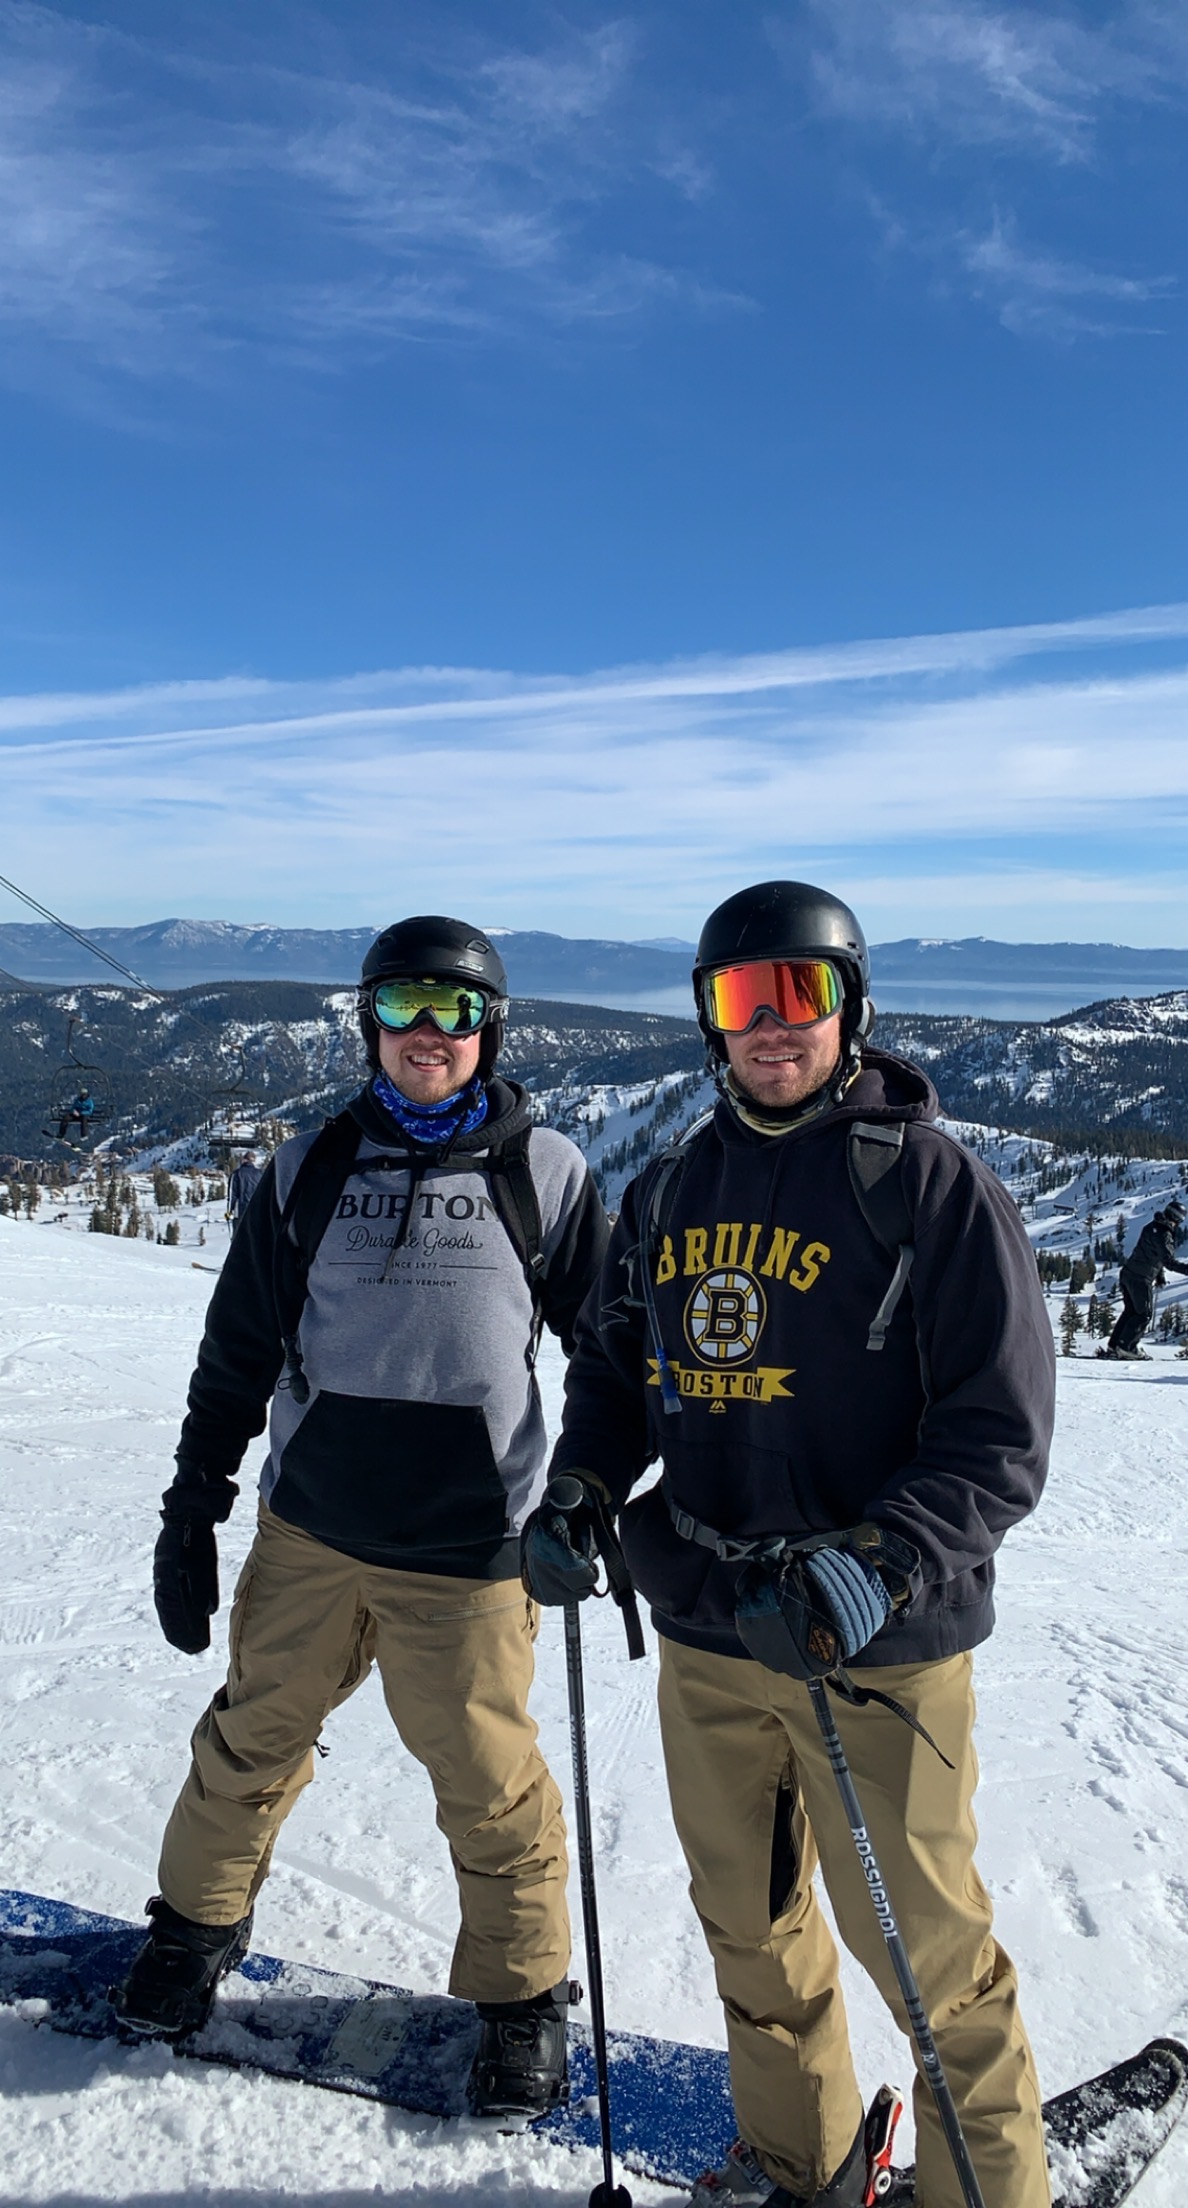 BURTON
Durable Goods
SINCE 1977
DESIGNED IN VERMONT
BRUINS
B
BOSTON
ROSSIGNOL